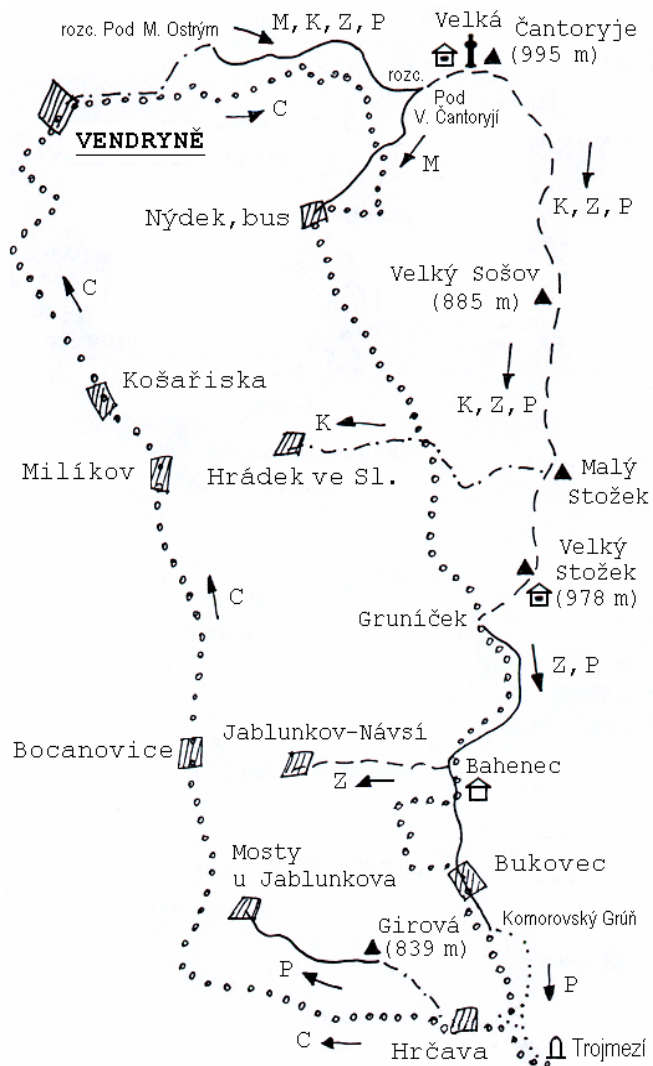 rozc. Pod M. Ostrým
M, K, Z, P
Velká
Čantoryje
(995 m)
rozc.
Pod
V. Čantoryjí
C
VENDRYNĚ
M
K, Z, P
Nýdek, bus
Velký Sošov
(885 m)
C
K, Z, P
Košařiska
K
Milíkov
Hrádek ve Sl.
Malý
Stožek
Velký
Stožek
(978 m)
C
Gruníček
Z, P
Jablunkov-Návsí
Bocanovice
Z
Bahenec
Mosty
u Jablunkova
Bukovec
Girová
(839 m)
Komorovský Grúň
P
P
C
Hrčava
Trojmezí